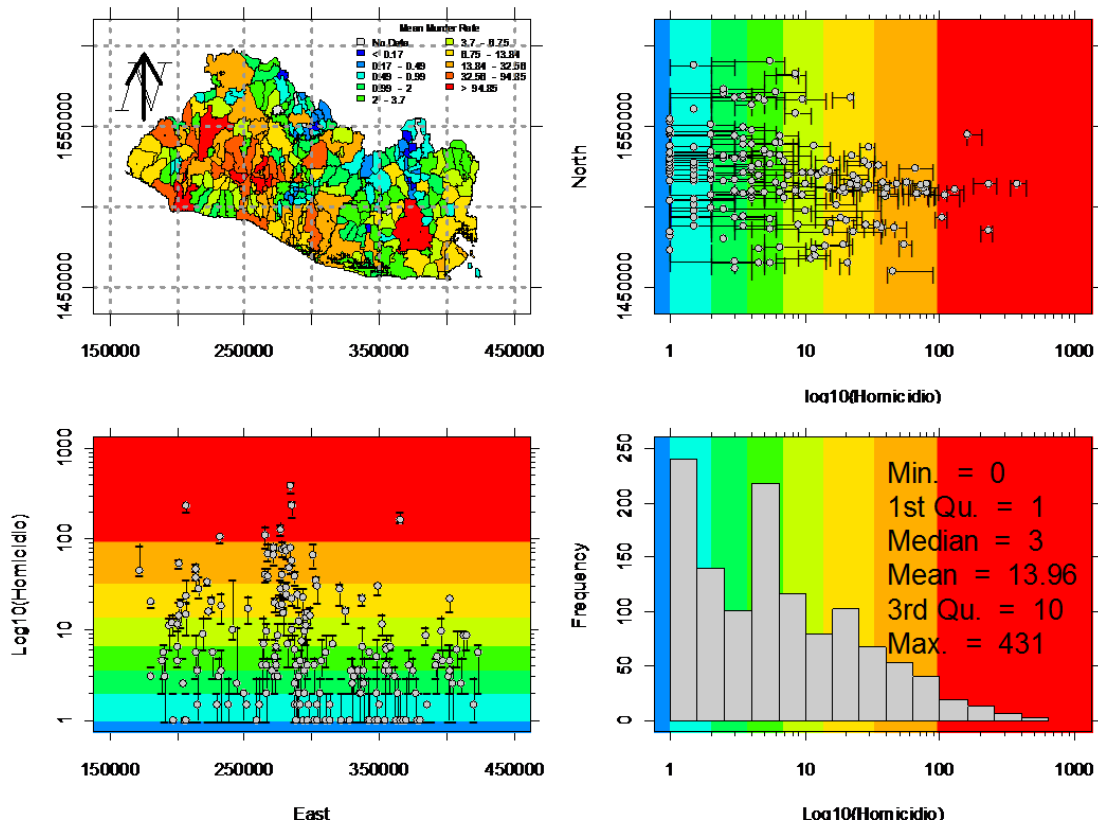 Mean Murder Rate
No Data
< 0.17
0.17 - 0.49
0.49 - 0.99
0.99 - 2
2 - 3.7
3.7 - 6.75
6.75 - 13.84
13.84 - 32.58
32.58 - 94.85
> 94.85
N
1550000
1450000
150000 250000 350000 450000
North
1550000
1450000
1 10 100 1000
log10(Homicidio)
Log10(Homicidio)
1000
100
10
1
150000 250000 350000 450000
East
Frequency
250
200
150
100
50
0
Min. = 0
1st Qu. = 1
Median = 3
Mean = 13.96
3rd Qu. = 10
Max. = 431
1 10 100 1000
Log10(Homicidio)